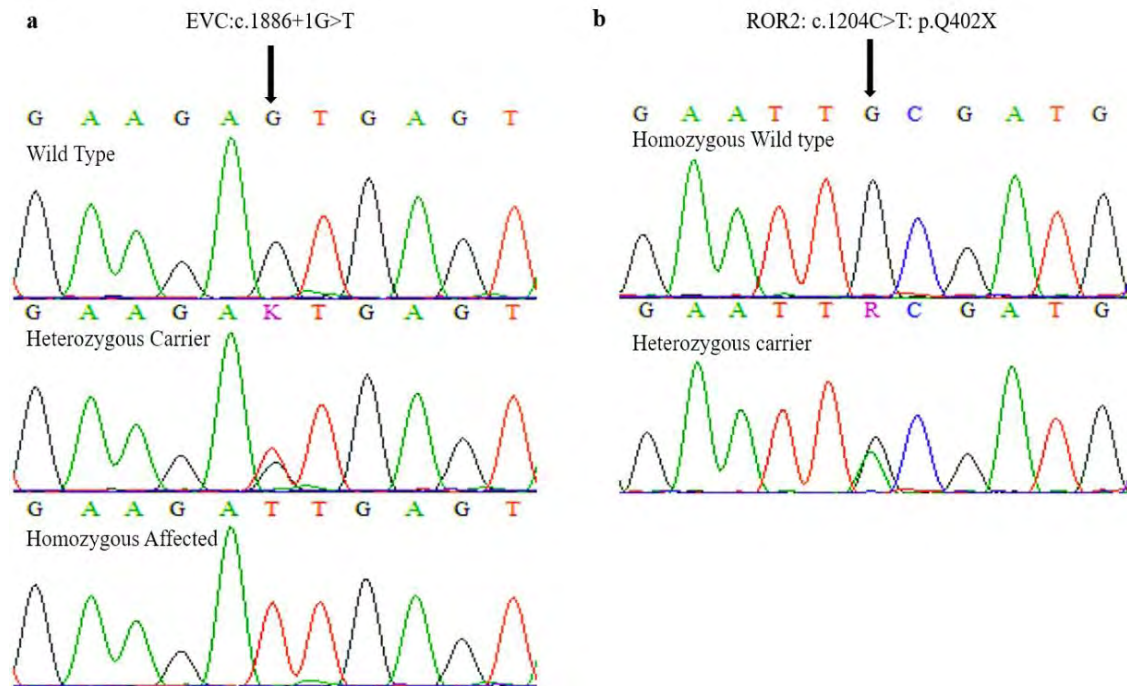 a EVC:c.1886+1G>T
G A A G A G T G A G T
Wild Type
G A A G A K T G A G T
Heterozygous Carrier
G A A G A T T G A G T
Homozygous Affected
b ROR2: c.1204C>T: p.Q402X
G A A T T G C G A T G
Homozygous Wild type
G A A T T R C G A T G
Heterozygous carrier